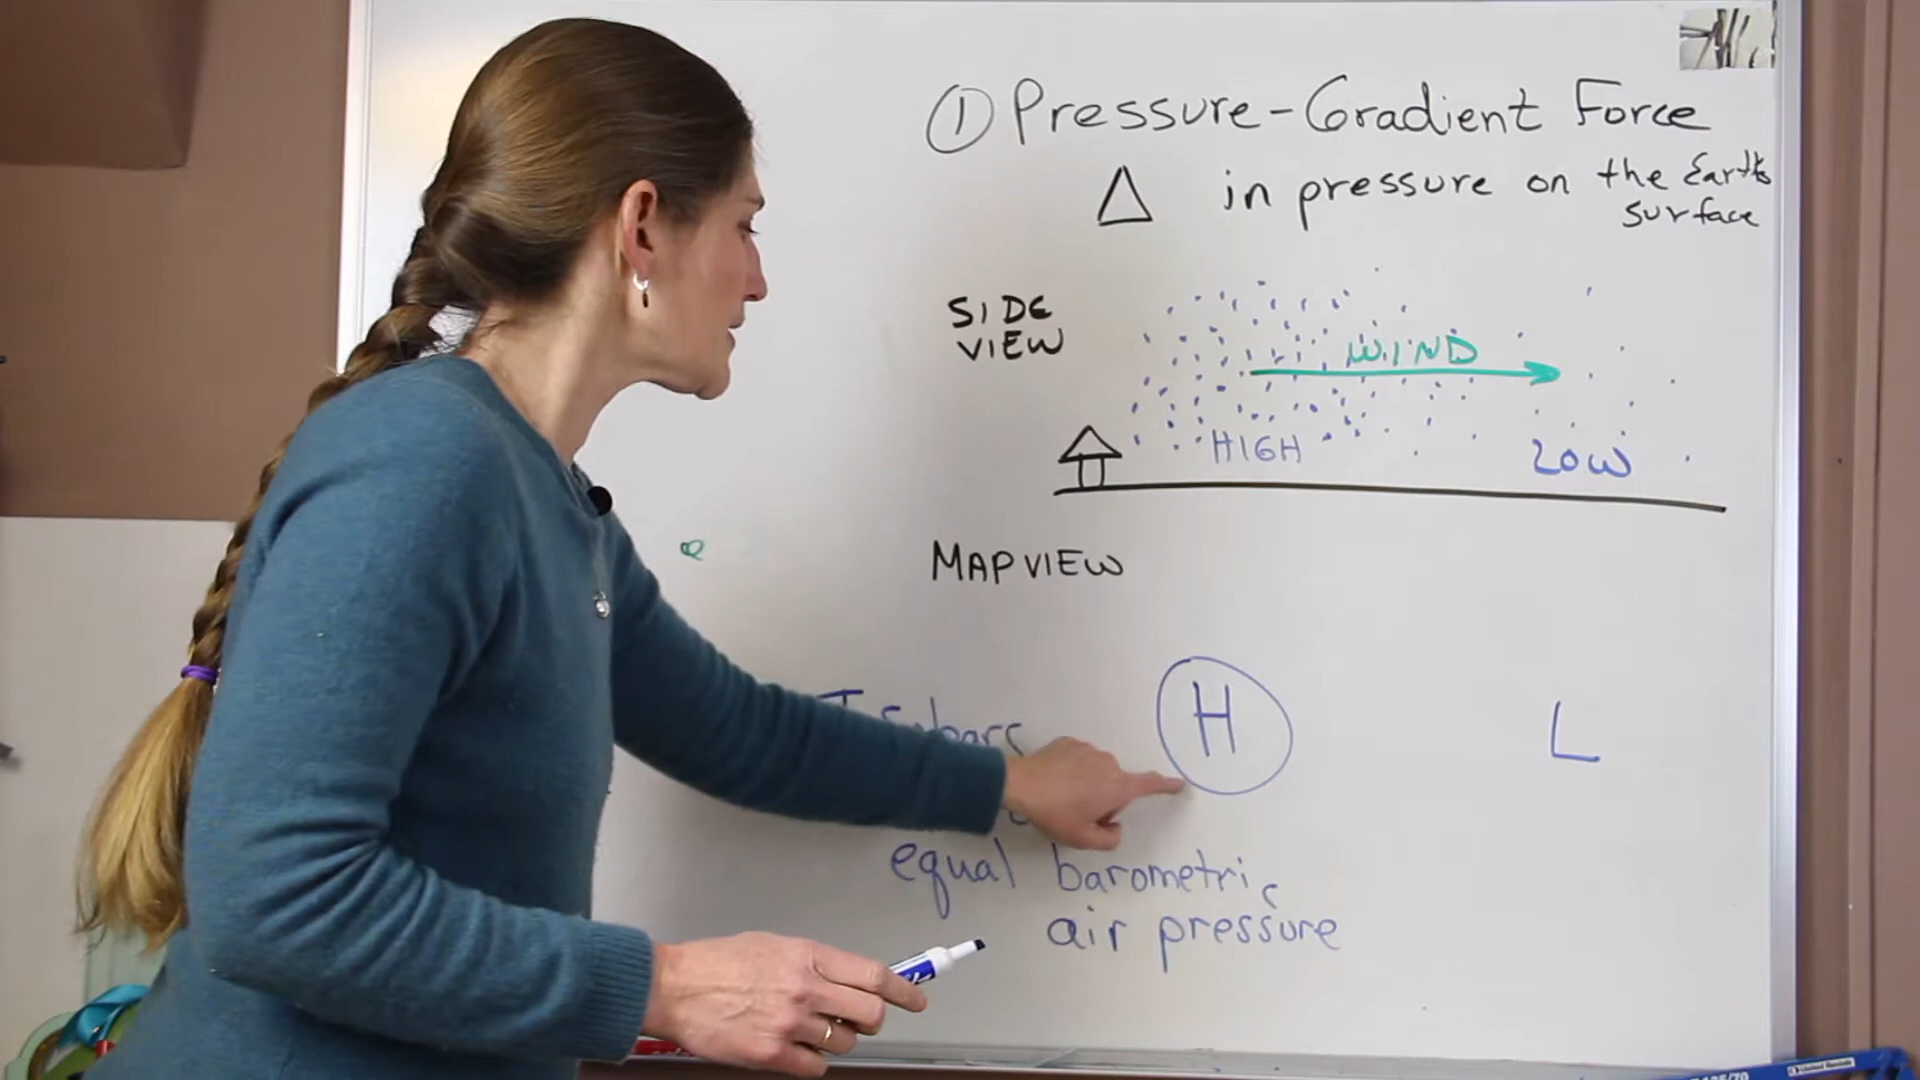 ① Pressure-Gradient Force
Δ in pressure on the Earth's
surface
SIDE
VIEW
WIND
HIGH
LOW
MAP VIEW
Isobars
H
L
equal barometric
air pressure